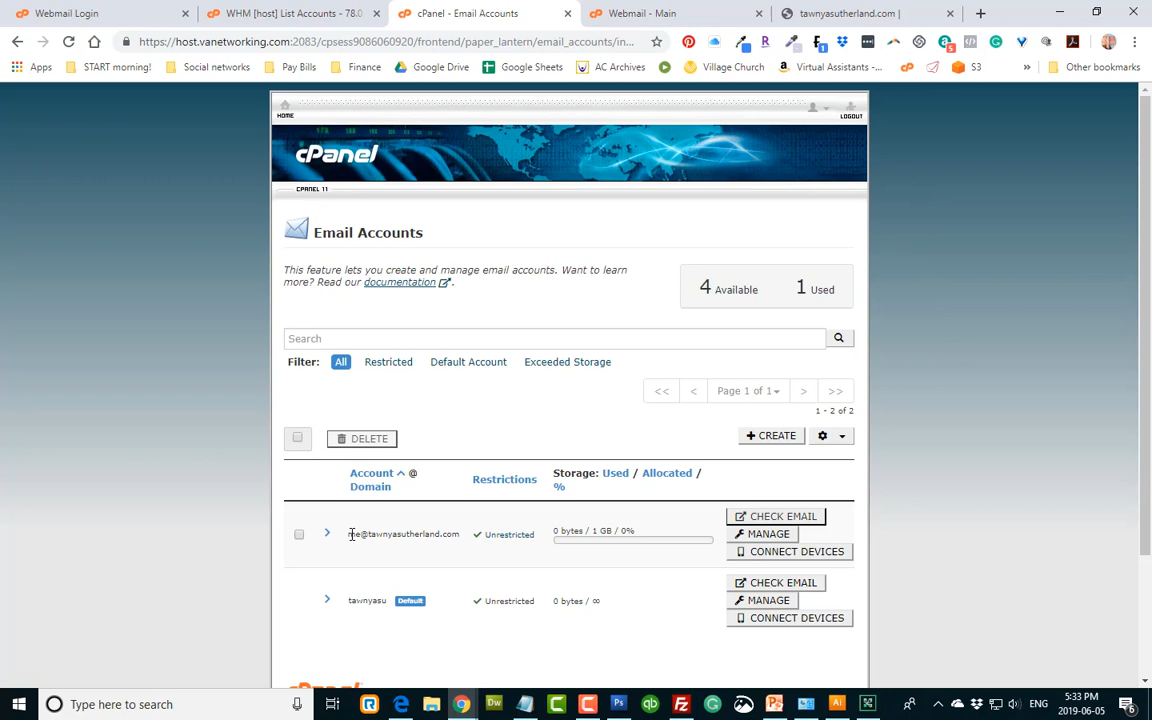 Webmail Login
WHM [host] List Accounts - 78.0
cPanel - Email Accounts
Webmail - Main
tawnyasutherland.com |
https://host.vanetworking.com:2083/cpsess9086060920/frontend/paper_lantern/email_accounts/in...
Apps
START morning!
Social networks
Pay Bills
Finance
Google Drive
Google Sheets
AC Archives
Village Church
Virtual Assistants -...
S3
Other bookmarks
HOME
LOGOUT
cPanel
CPANEL 11
Email Accounts
This feature lets you create and manage email accounts. Want to learn
more? Read our documentation .
4 Available
1 Used
Search
Filter: All Restricted Default Account Exceeded Storage
<< < Page 1 of 1 > >>
1 - 2 of 2
DELETE
+ CREATE
Account @
Domain
Restrictions
Storage: Used / Allocated /
%
me@tawnyasutherland.com
Unrestricted
0 bytes / 1 GB / 0%
CHECK EMAIL
MANAGE
CONNECT DEVICES
tawnyasu Default
Unrestricted
0 bytes / ∞
CHECK EMAIL
MANAGE
CONNECT DEVICES
Type here to search
ENG
5:33 PM
2019-06-05
6